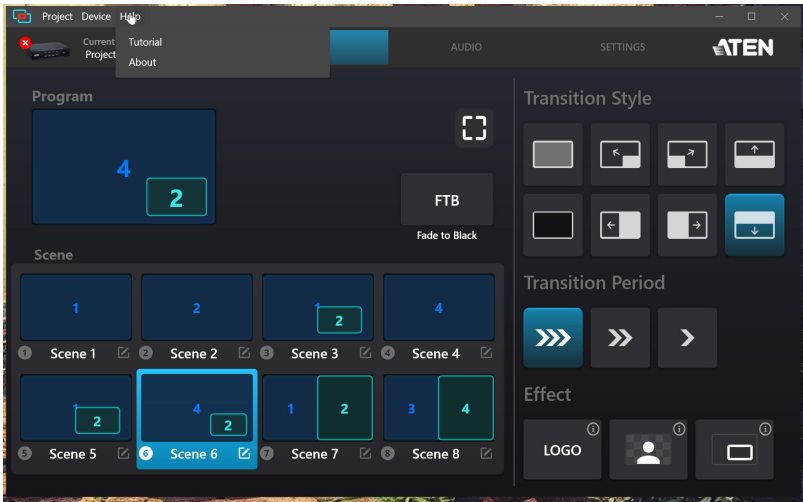 Project Device Help
Current
Project
Tutorial
About
AUDIO
SETTINGS
ATEN
Program
4
2
FTB
Fade to Black
Scene
1
2
1
2
4
1 Scene 1
2 Scene 2
3 Scene 3
4 Scene 4
1
2
4
2
1
2
3
4
5 Scene 5
6 Scene 6
7 Scene 7
8 Scene 8
Transition Style
Transition Period
Effect
LOGO